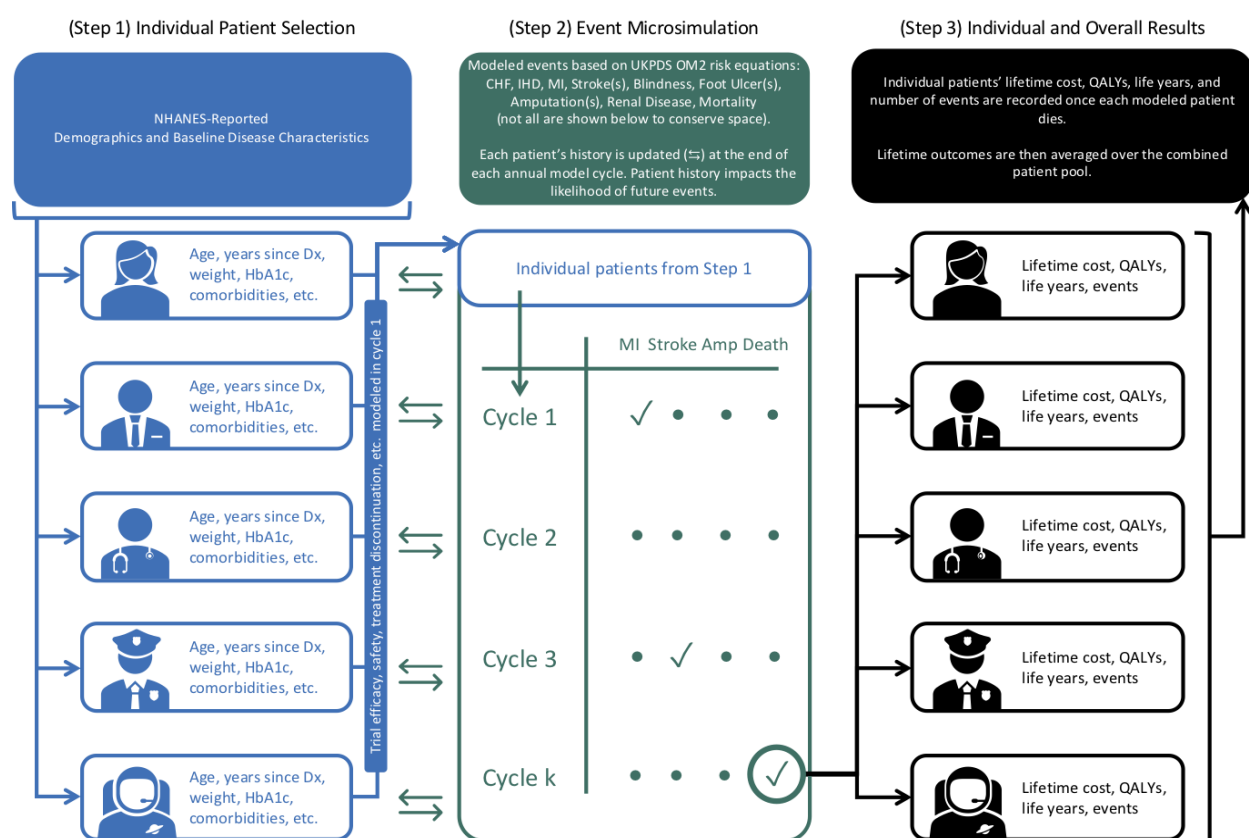 (Step 1) Individual Patient Selection
NHANES-Reported
Demographics and Baseline Disease Characteristics
Age, years since Dx,
weight, HbA1c,
comorbidities, etc.
Age, years since Dx,
weight, HbA1c,
comorbidities, etc.
Age, years since Dx,
weight, HbA1c,
comorbidities, etc.
Age, years since Dx,
weight, HbA1c,
comorbidities, etc.
Age, years since Dx,
weight, HbA1c,
comorbidities, etc.
Trial efficacy, safety, treatment discontinuation, etc. modeled in cycle 1
(Step 2) Event Microsimulation
Modeled events based on UKPDS OM2 risk equations:
CHF, IHD, MI, Stroke(s), Blindness, Foot Ulcer(s),
Amputation(s), Renal Disease, Mortality
(not all are shown below to conserve space).
Each patient's history is updated (⇆) at the end of
each annual model cycle. Patient history impacts the
likelihood of future events.
Individual patients from Step 1
MI Stroke Amp Death
Cycle 1 ✓ • • •
Cycle 2 • • • •
Cycle 3 • ✓ • •
Cycle k • • • ✓
(Step 3) Individual and Overall Results
Individual patients' lifetime cost, QALYs, life years, and
number of events are recorded once each modeled patient
dies.
Lifetime outcomes are then averaged over the combined
patient pool.
Lifetime cost, QALYs,
life years, events
Lifetime cost, QALYs,
life years, events
Lifetime cost, QALYs,
life years, events
Lifetime cost, QALYs,
life years, events
Lifetime cost, QALYs,
life years, events